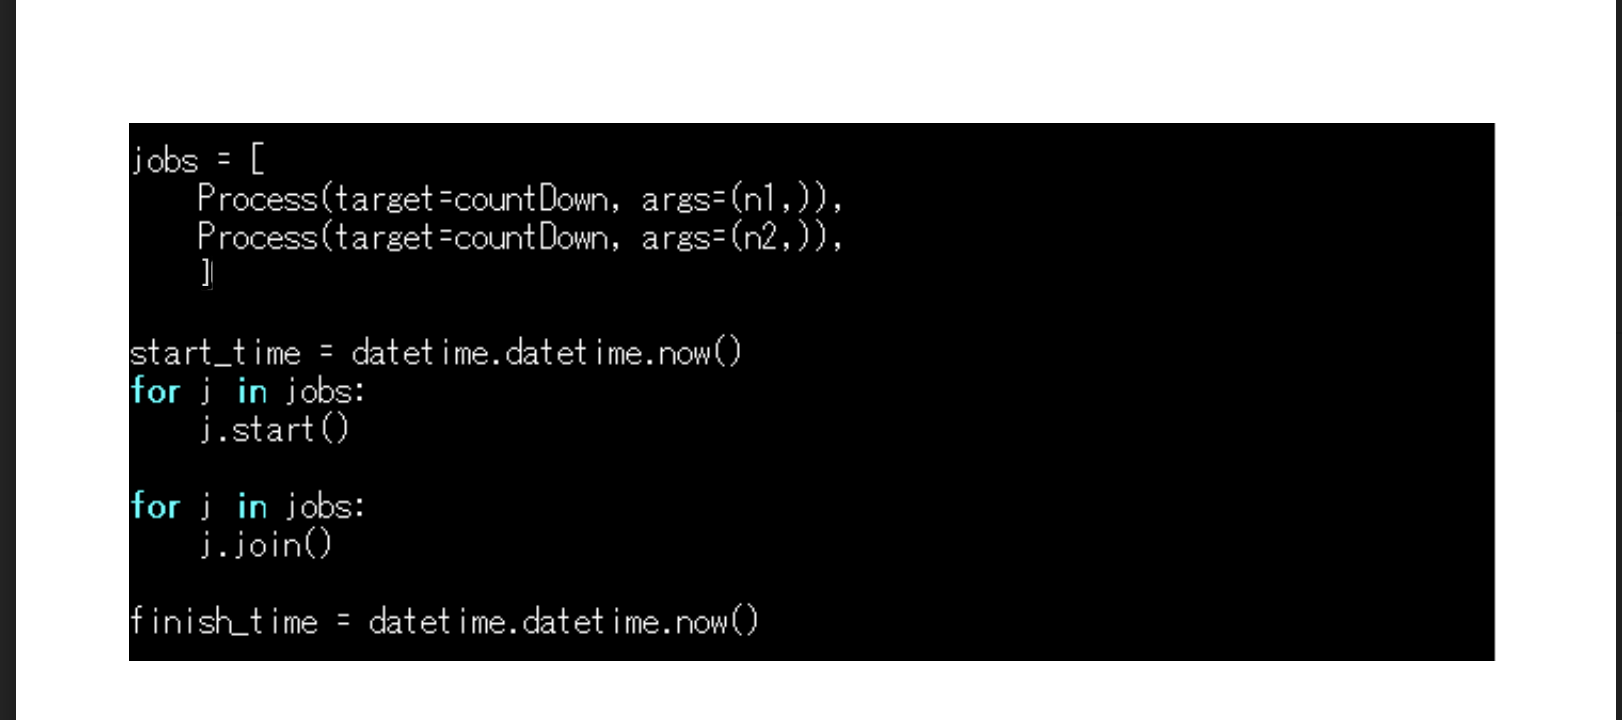 jobs = [
    Process(target=countDown, args=(n1,)),
    Process(target=countDown, args=(n2,)),
    ]
start_time = datetime.datetime.now()
for j in jobs:
    j.start()
for j in jobs:
    j.join()
finish_time = datetime.datetime.now()